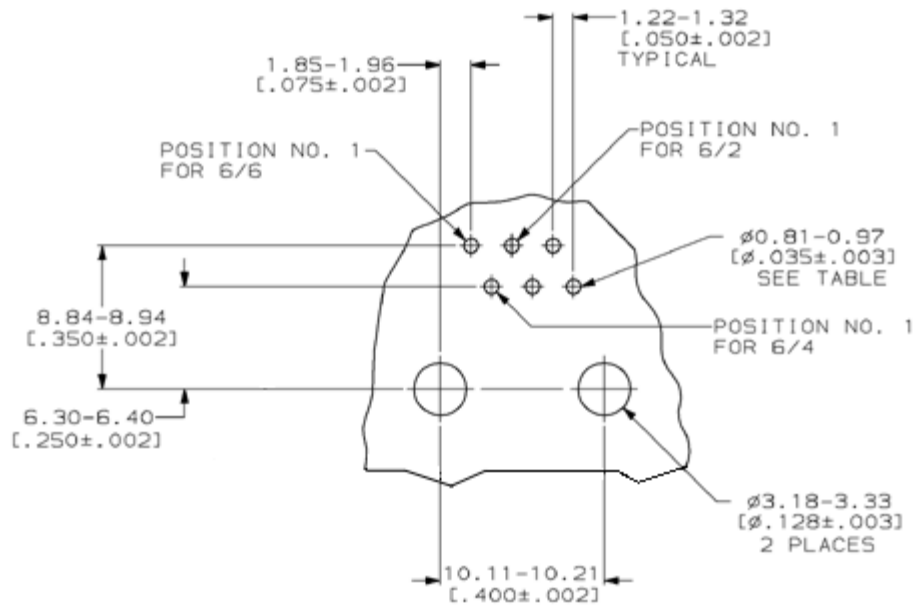 1.22-1.32
[.050±.002]
TYPICAL
1.85-1.96
[.075±.002]
POSITION NO. 1
FOR 6/2
POSITION NO. 1
FOR 6/6
ø0.81-0.97
[ø.035±.003]
SEE TABLE
8.84-8.94
[.350±.002]
POSITION NO. 1
FOR 6/4
6.30-6.40
[.250±.002]
ø3.18-3.33
[ø.128±.003]
2 PLACES
10.11-10.21
[.400±.002]